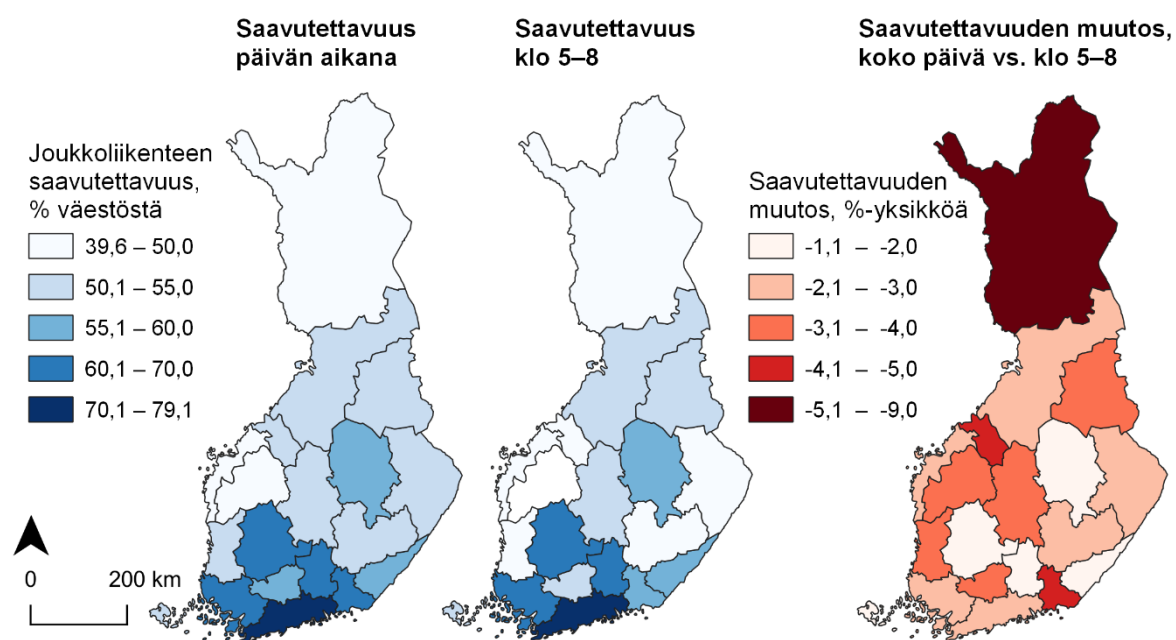 Saavutettavuus
päivän aikana
Saavutettavuus
klo 5–8
Saavutettavuuden muutos,
koko päivä vs. klo 5–8
Joukkoliikenteen
saavutettavuus,
% väestöstä
39,6 – 50,0
50,1 – 55,0
55,1 – 60,0
60,1 – 70,0
70,1 – 79,1
Saavutettavuuden
muutos, %-yksikköä
-1,1 – -2,0
-2,1 – -3,0
-3,1 – -4,0
-4,1 – -5,0
-5,1 – -9,0
0 200 km